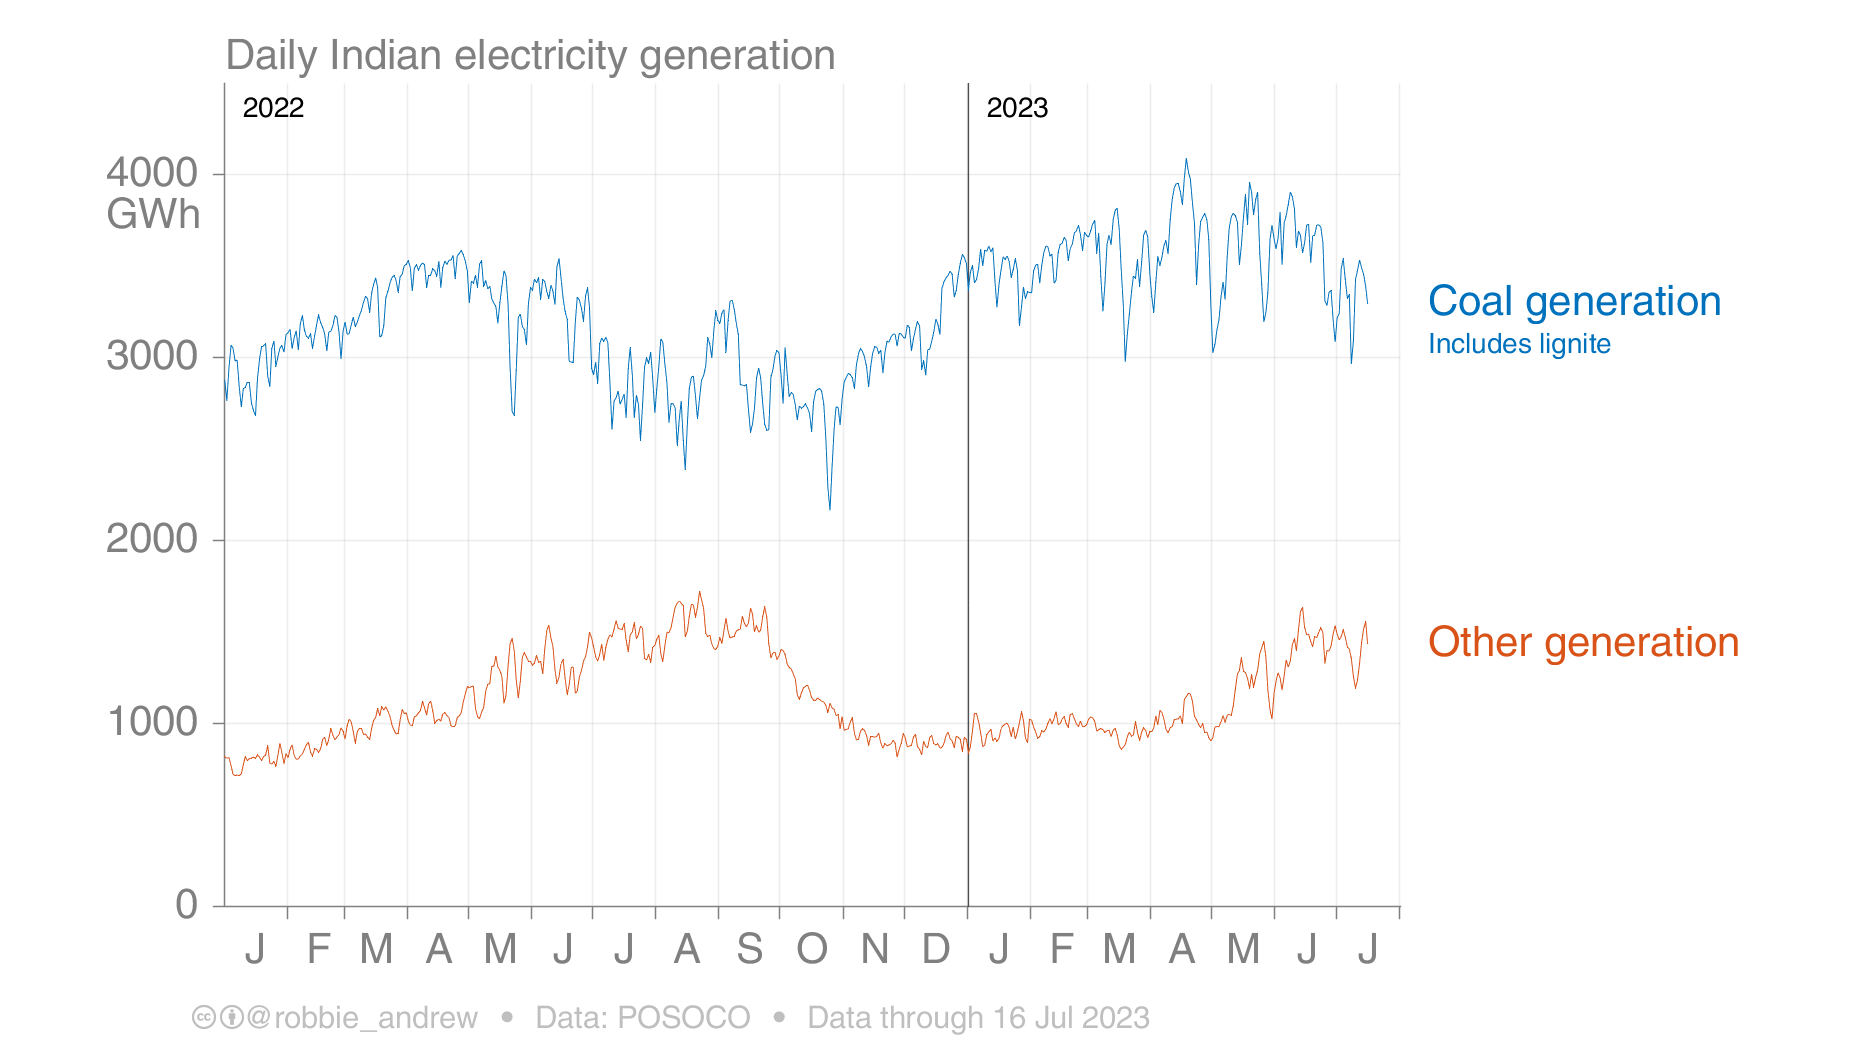 Daily Indian electricity generation
2022
2023
4000
GWh
3000
2000
1000
0
Coal generation
Includes lignite
Other generation
J F M A M J J A S O N D J F M A M J J
cc @robbie_andrew • Data: POSOCO • Data through 16 Jul 2023